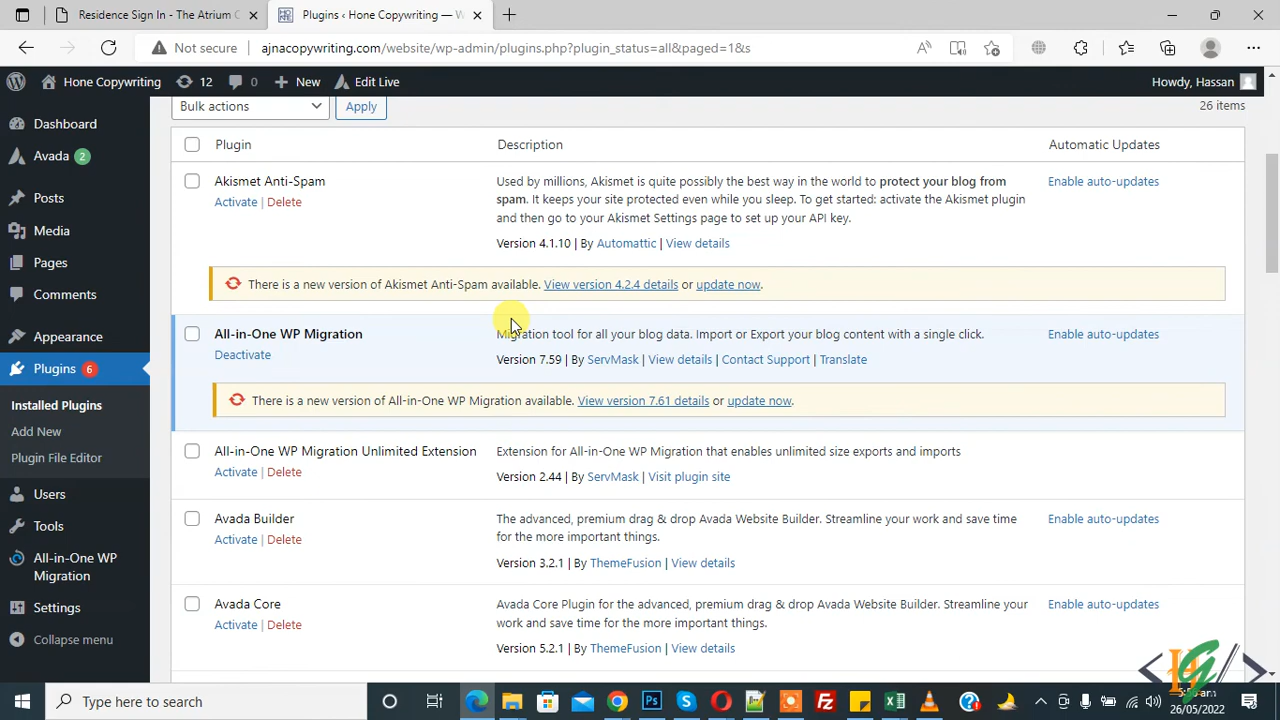 Residence Sign In - The Atrium C
Plugins ‹ Hone Copywriting — W
Not secure
ajnacopywriting.com/website/wp-admin/plugins.php?plugin_status=all&paged=1&s
Hone Copywriting 12 0 New Edit Live Howdy, Hassan
Bulk actions Apply 26 items
Dashboard
Avada 2
Posts
Media
Pages
Comments
Appearance
Plugins 6
Installed Plugins
Add New
Plugin File Editor
Users
Tools
All-in-One WP
Migration
Settings
Collapse menu
Plugin Description Automatic Updates
Akismet Anti-Spam
Activate | Delete
Used by millions, Akismet is quite possibly the best way in the world to protect your blog from
spam. It keeps your site protected even while you sleep. To get started: activate the Akismet plugin
and then go to your Akismet Settings page to set up your API key.
Version 4.1.10 | By Automattic | View details
Enable auto-updates
There is a new version of Akismet Anti-Spam available. View version 4.2.4 details or update now.
All-in-One WP Migration
Deactivate
Migration tool for all your blog data. Import or Export your blog content with a single click.
Version 7.59 | By ServMask | View details | Contact Support | Translate
Enable auto-updates
There is a new version of All-in-One WP Migration available. View version 7.61 details or update now.
All-in-One WP Migration Unlimited Extension
Activate | Delete
Extension for All-in-One WP Migration that enables unlimited size exports and imports
Version 2.44 | By ServMask | Visit plugin site
Avada Builder
Activate | Delete
The advanced, premium drag & drop Avada Website Builder. Streamline your work and save time
for the more important things.
Version 3.2.1 | By ThemeFusion | View details
Enable auto-updates
Avada Core
Activate | Delete
Avada Core Plugin for the advanced, premium drag & drop Avada Website Builder. Streamline your
work and save time for the more important things.
Version 5.2.1 | By ThemeFusion | View details
Enable auto-updates
Type here to search
26/05/2022